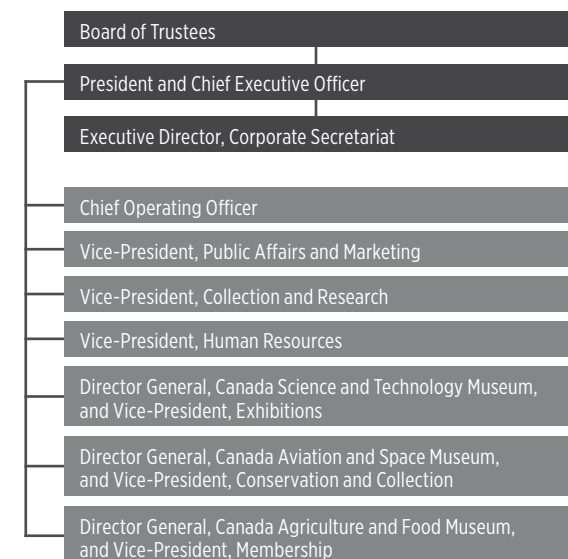 Board of Trustees
President and Chief Executive Officer
Executive Director, Corporate Secretariat
Chief Operating Officer
Vice-President, Public Affairs and Marketing
Vice-President, Collection and Research
Vice-President, Human Resources
Director General, Canada Science and Technology Museum,
and Vice-President, Exhibitions
Director General, Canada Aviation and Space Museum,
and Vice-President, Conservation and Collection
Director General, Canada Agriculture and Food Museum,
and Vice-President, Membership